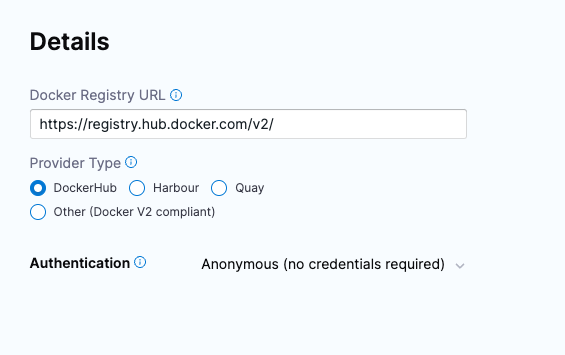 Details
Docker Registry URL
https://registry.hub.docker.com/v2/
Provider Type
DockerHub Harbour Quay
Other (Docker V2 compliant)
Authentication Anonymous (no credentials required)